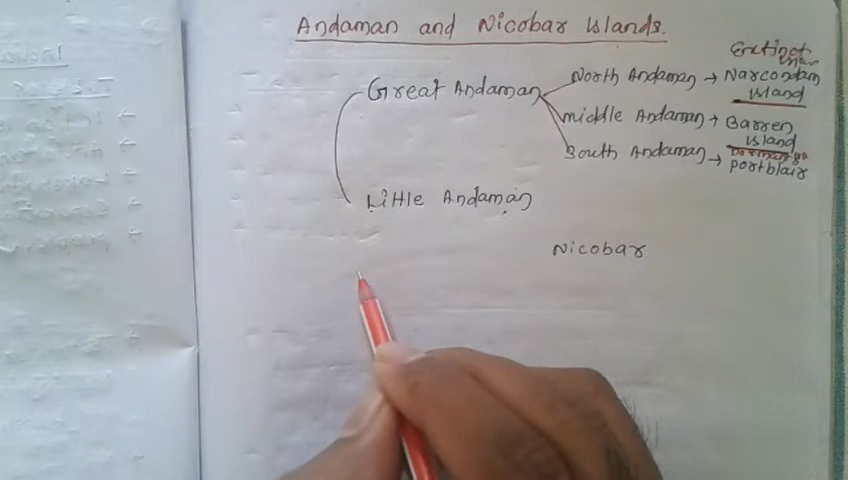 Andaman and Nicobar Islands.
Great Andaman
North Andaman → Narcondam Island
Extinct
middle Andaman → Barren Island
South Andaman → portblair
Little Andaman
Nicobar